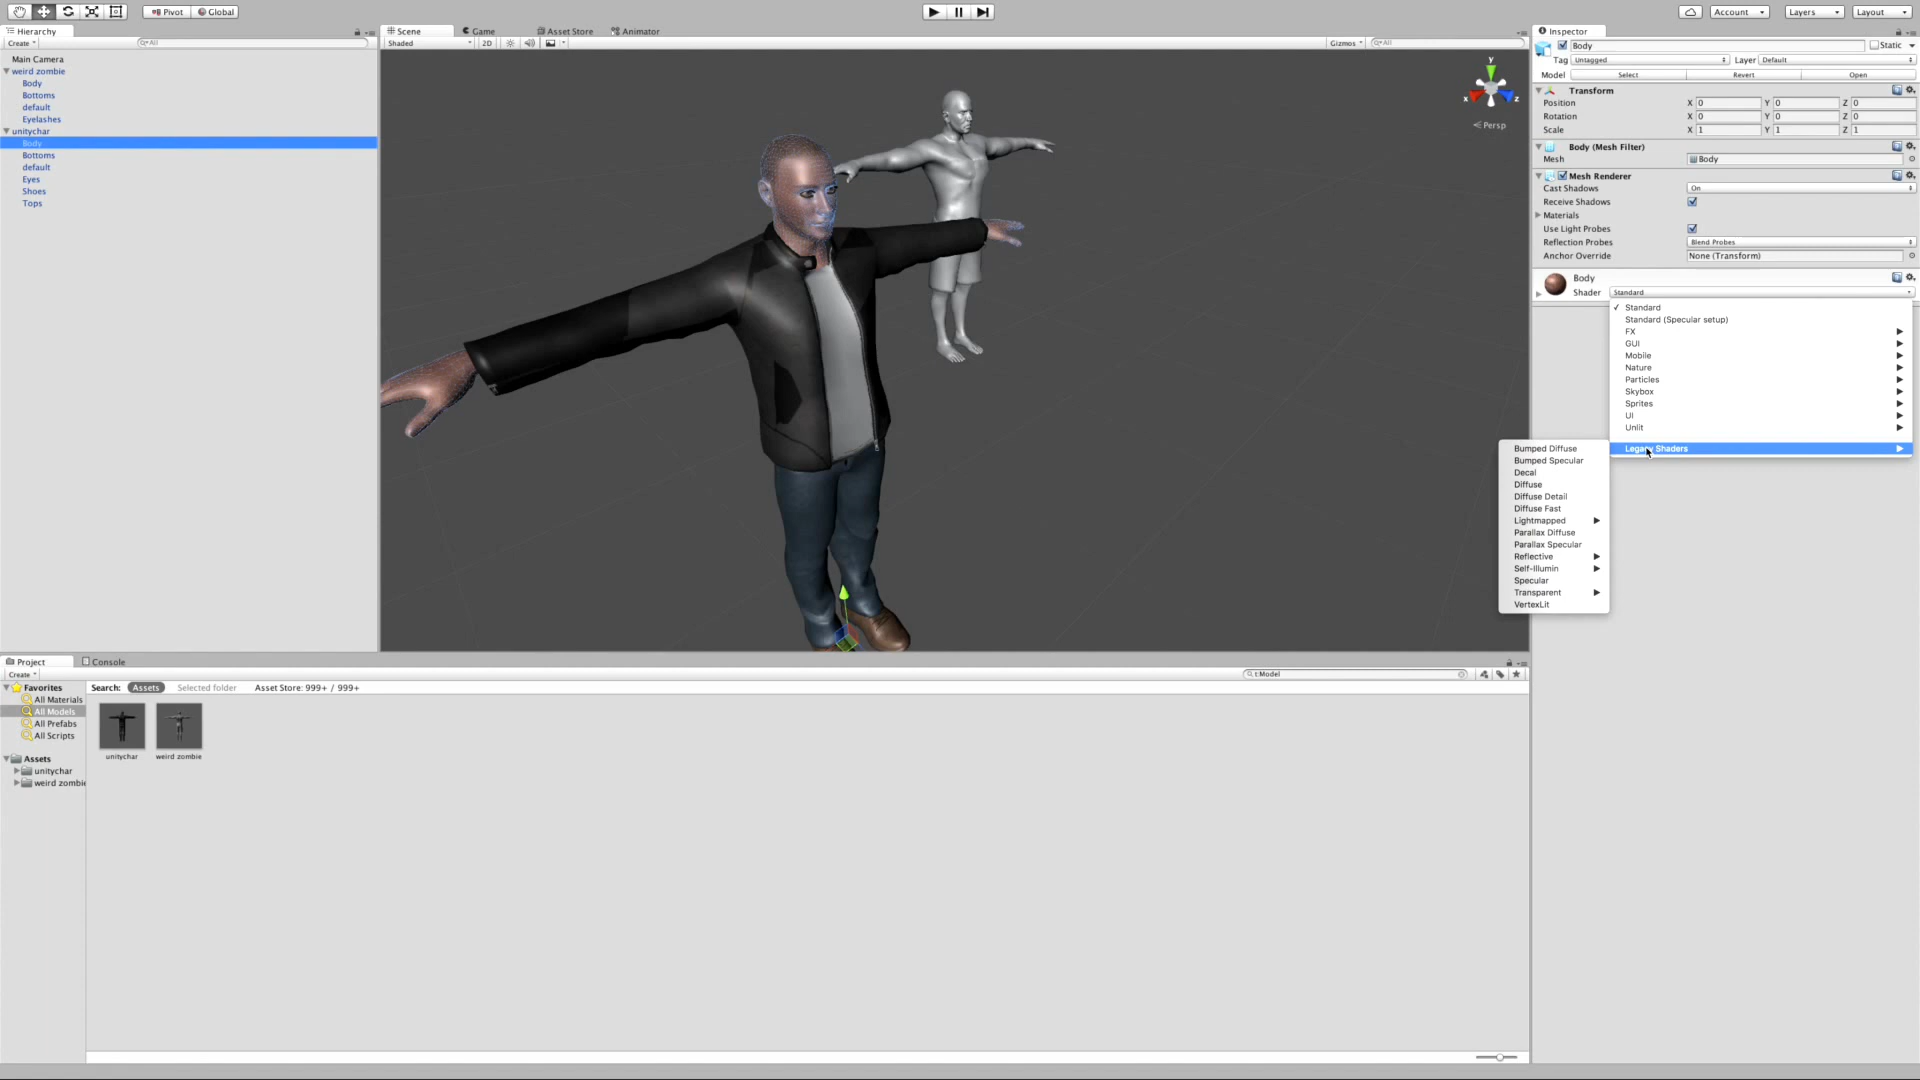 Pivot Global Account Layers Layout
Hierarchy
Create All
Main Camera
weird zombie
Body
Bottoms
default
Eyelashes
unitychar
Body
Bottoms
default
Eyes
Shoes
Tops
Scene Game Asset Store Animator
Shaded 2D Gizmos All
y
x z
Persp
Inspector
Body Static
Tag Untagged Layer Default
Model Select Revert Open
Transform
Position X 0 Y 0 Z 0
Rotation X 0 Y 0 Z 0
Scale X 1 Y 1 Z 1
Body (Mesh Filter)
Mesh Body
Mesh Renderer
Cast Shadows On
Receive Shadows
Materials
Use Light Probes
Reflection Probes Blend Probes
Anchor Override None (Transform)
Body
Shader Standard
Standard
Standard (Specular setup)
FX
GUI
Mobile
Nature
Particles
Skybox
Sprites
UI
Unlit
Legacy Shaders
Bumped Diffuse
Bumped Specular
Decal
Diffuse
Diffuse Detail
Diffuse Fast
Lightmapped
Parallax Diffuse
Parallax Specular
Reflective
Self-Illumin
Specular
Transparent
VertexLit
Project Console
Create t:Model
Favorites
All Materials
All Models
All Prefabs
All Scripts
Assets
unitychar
weird zombie
Search: Assets Selected folder Asset Store: 999+ / 999+
unitychar weird zombie